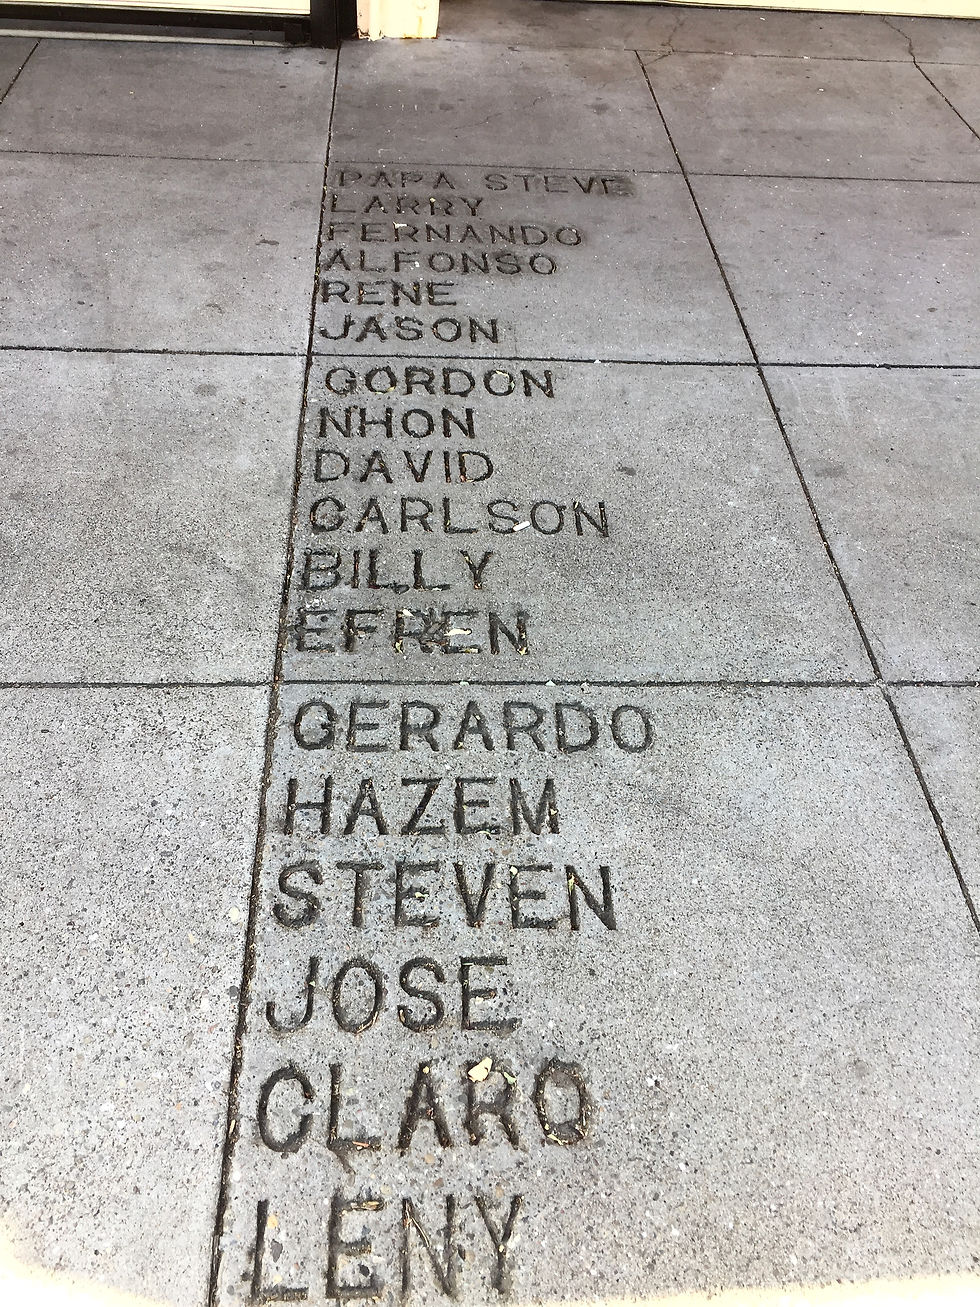 PAPA STEVE
LARRY
FERNANDO
ALFONSO
RENE
JASON
GORDON
NHON
DAVID
CARLSON
BILLY
EFREN
GERARDO
HAZEM
STEVEN
JOSE
CLARO
LENY